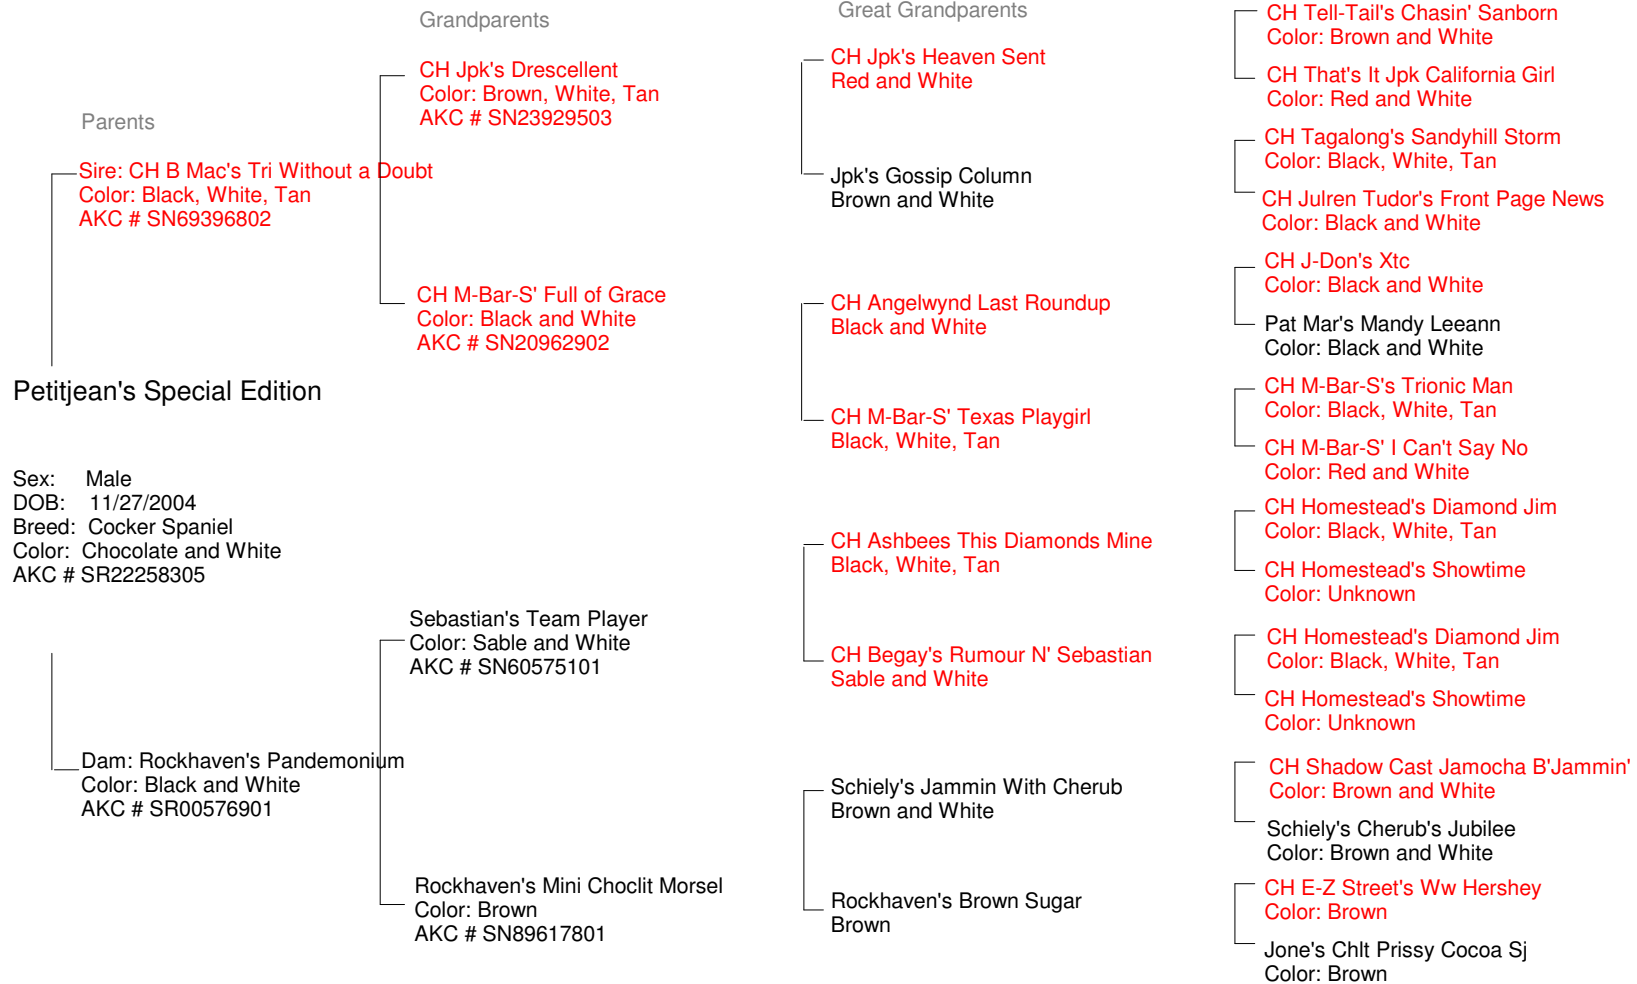 Parents
Sire: CH B Mac's Tri Without a Doubt
Color: Black, White, Tan
AKC # SN69396802
Petitjean's Special Edition
Sex: Male
DOB: 11/27/2004
Breed: Cocker Spaniel
Color: Chocolate and White
AKC # SR22258305
Dam: Rockhaven's Pandemonium
Color: Black and White
AKC # SR00576901
Grandparents
CH Jpk's Drescellent
Color: Brown, White, Tan
AKC # SN23929503
CH M-Bar-S' Full of Grace
Color: Black and White
AKC # SN20962902
Sebastian's Team Player
Color: Sable and White
AKC # SN60575101
Rockhaven's Mini Choclit Morsel
Color: Brown
AKC # SN89617801
Great Grandparents
CH Jpk's Heaven Sent
Red and White
Jpk's Gossip Column
Brown and White
CH Angelwynd Last Roundup
Black and White
CH M-Bar-S' Texas Playgirl
Black, White, Tan
CH Ashbees This Diamonds Mine
Black, White, Tan
CH Begay's Rumour N' Sebastian
Sable and White
Schiely's Jammin With Cherub
Brown and White
Rockhaven's Brown Sugar
Brown
CH Tell-Tail's Chasin' Sanborn
Color: Brown and White
CH That's It Jpk California Girl
Color: Red and White
CH Tagalong's Sandyhill Storm
Color: Black, White, Tan
CH Julren Tudor's Front Page News
Color: Black and White
CH J-Don's Xtc
Color: Black and White
Pat Mar's Mandy Leeann
Color: Black and White
CH M-Bar-S's Trionic Man
Color: Black, White, Tan
CH M-Bar-S' I Can't Say No
Color: Red and White
CH Homestead's Diamond Jim
Color: Black, White, Tan
CH Homestead's Showtime
Color: Unknown
CH Homestead's Diamond Jim
Color: Black, White, Tan
CH Homestead's Showtime
Color: Unknown
CH Shadow Cast Jamocha B'Jammin'
Color: Brown and White
Schiely's Cherub's Jubilee
Color: Brown and White
CH E-Z Street's Ww Hershey
Color: Brown
Jone's Chlt Prissy Cocoa Sj
Color: Brown